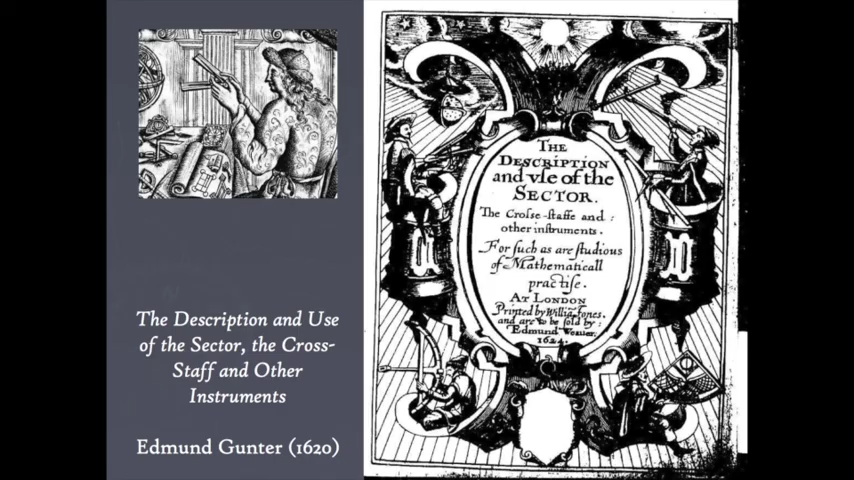 The Description and Use
of the Sector, the Cross-
Staff and Other
Instruments
Edmund Gunter (1620)
THE
DESCRIPTION
and vse of the
SECTOR.
The Crosse-staffe and :
other instruments.
For such as are studious
of Mathematicall
practise.
AT LONDON
Printed by William Iones.
and are to be sold by :
Edmund Weauer.
1624.